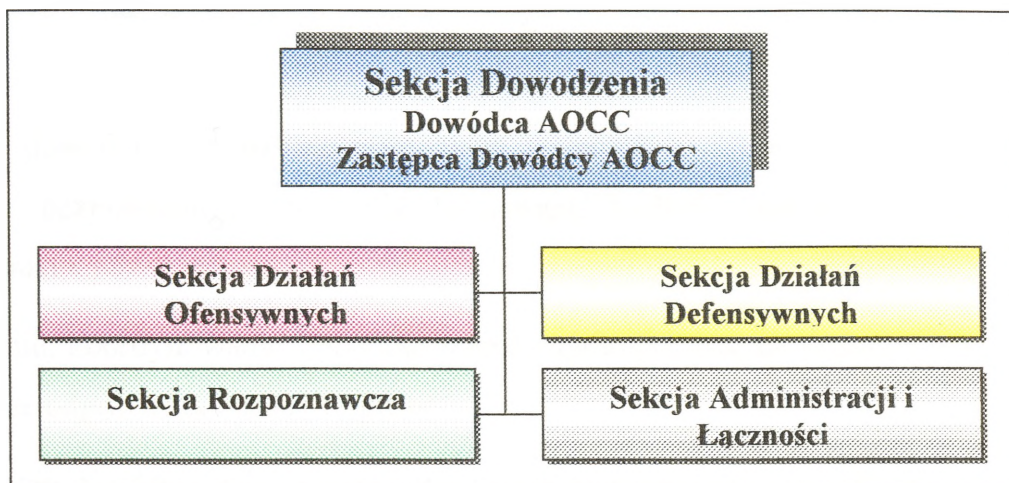 Sekcja Dowodzenia
Dowódca AOCC
Zastępca Dowódcy AOCC
Sekcja Działań
Ofensywnych
Sekcja Działań
Defensywnych
Sekcja Rozpoznawcza
Sekcja Administracji i
Łączności